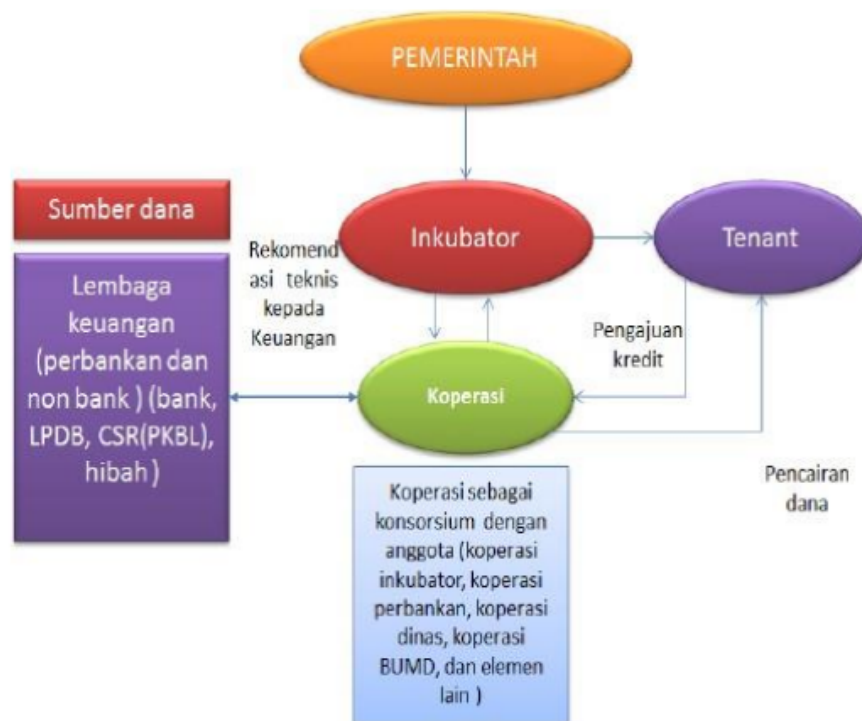 PEMERINTAH
Sumber dana
Inkubator
Tenant
Rekomend
asi teknis
kepada
Keuangan
Lembaga
keuangan
(perbankan dan
non bank ) (bank,
LPDB, CSR(PKBL),
hibah )
Pengajuan
kredit
Koperasi
Pencairan
dana
Koperasi sebagai
konsorsium dengan
anggota (koperasi
inkubator, koperasi
perbankan, koperasi
dinas, koperasi
BUMD, dan elemen
lain )